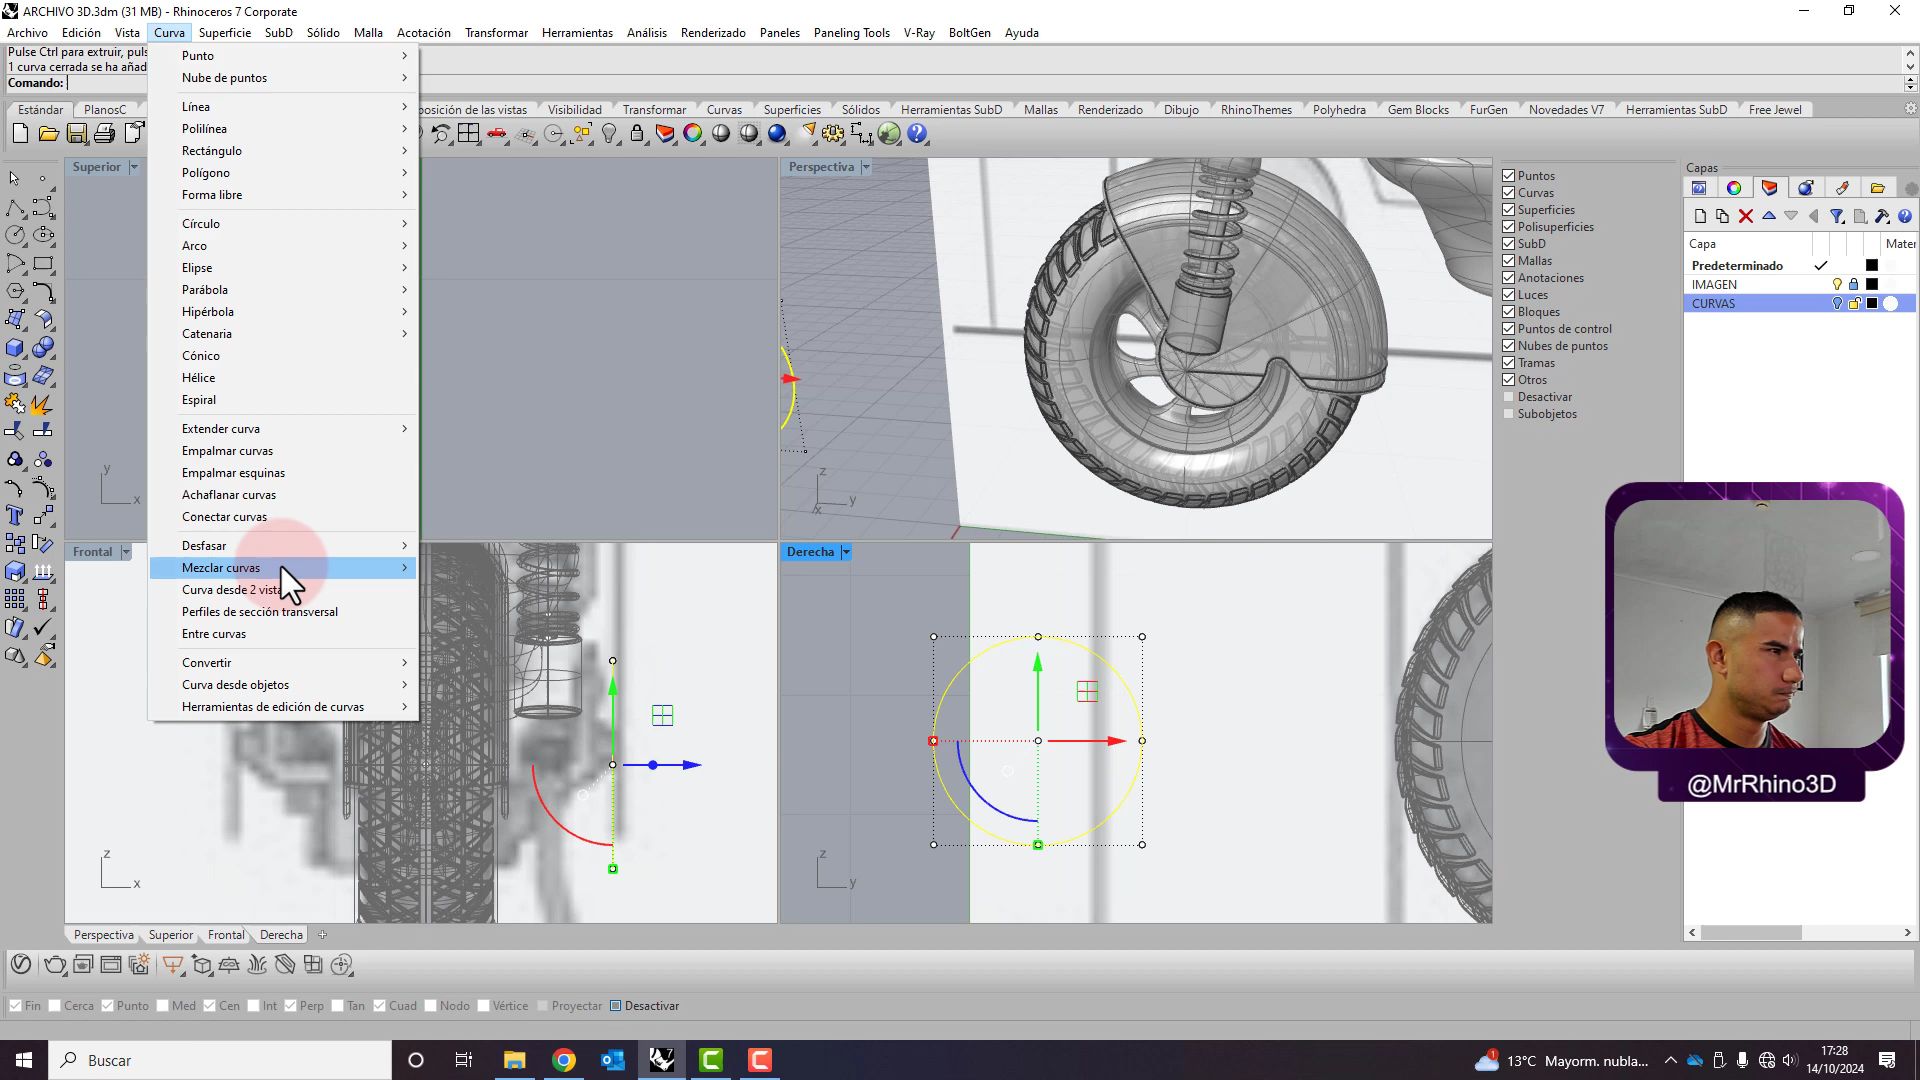 ARCHIVO 3D.3dm (31 MB) - Rhinoceros 7 Corporate
Archivo Edición Vista Curva Superficie SubD Sólido Malla Acotación Transformar Herramientas Análisis Renderizado Paneles Paneling Tools V-Ray BoltGen Ayuda
Pulse Ctrl para extruir, puls
1 curva cerrada se ha añad
Comando:
Estándar PlanosC posición de las vistas Visibilidad Transformar Curvas Superficies Sólidos Herramientas SubD Mallas Renderizado Dibujo RhinoThemes Polyhedra Gem Blocks FurGen Novedades V7 Herramientas SubD Free Jewel
Punto
Nube de puntos
Línea
Polilínea
Rectángulo
Polígono
Forma libre
Círculo
Arco
Elipse
Parábola
Hipérbola
Catenaria
Cónico
Hélice
Espiral
Extender curva
Empalmar curvas
Empalmar esquinas
Achaflanar curvas
Conectar curvas
Desfasar
Mezclar curvas
Curva desde 2 vista
Perfiles de sección transversal
Entre curvas
Convertir
Curva desde objetos
Herramientas de edición de curvas
Superior
y
x
Perspectiva
z
y
x
Frontal
z
x
Derecha
z
y
Puntos
Curvas
Superficies
Polisuperficies
SubD
Mallas
Anotaciones
Luces
Bloques
Puntos de control
Nubes de puntos
Tramas
Otros
Desactivar
Subobjetos
Capas
Capa Mater
Predeterminado
IMAGEN
CURVAS
@MrRhino3D
Perspectiva Superior Frontal Derecha
Fin Cerca Punto Med Cen Int Perp Tan Cuad Nodo Vértice Proyectar Desactivar
Buscar
1
7
13°C Mayorm. nubla...
17:28
14/10/2024